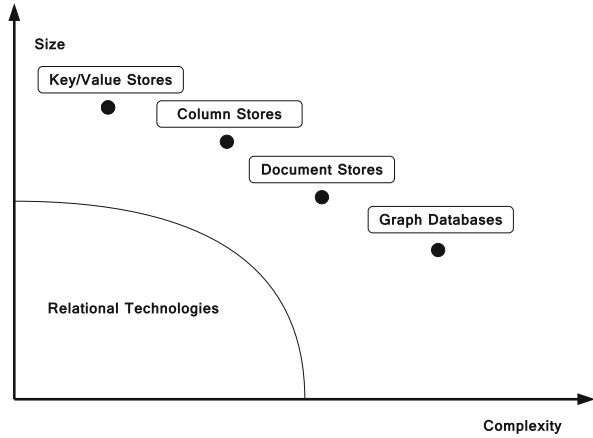 Size
Key/Value Stores
Column Stores
Document Stores
Graph Databases
Relational Technologies
Complexity